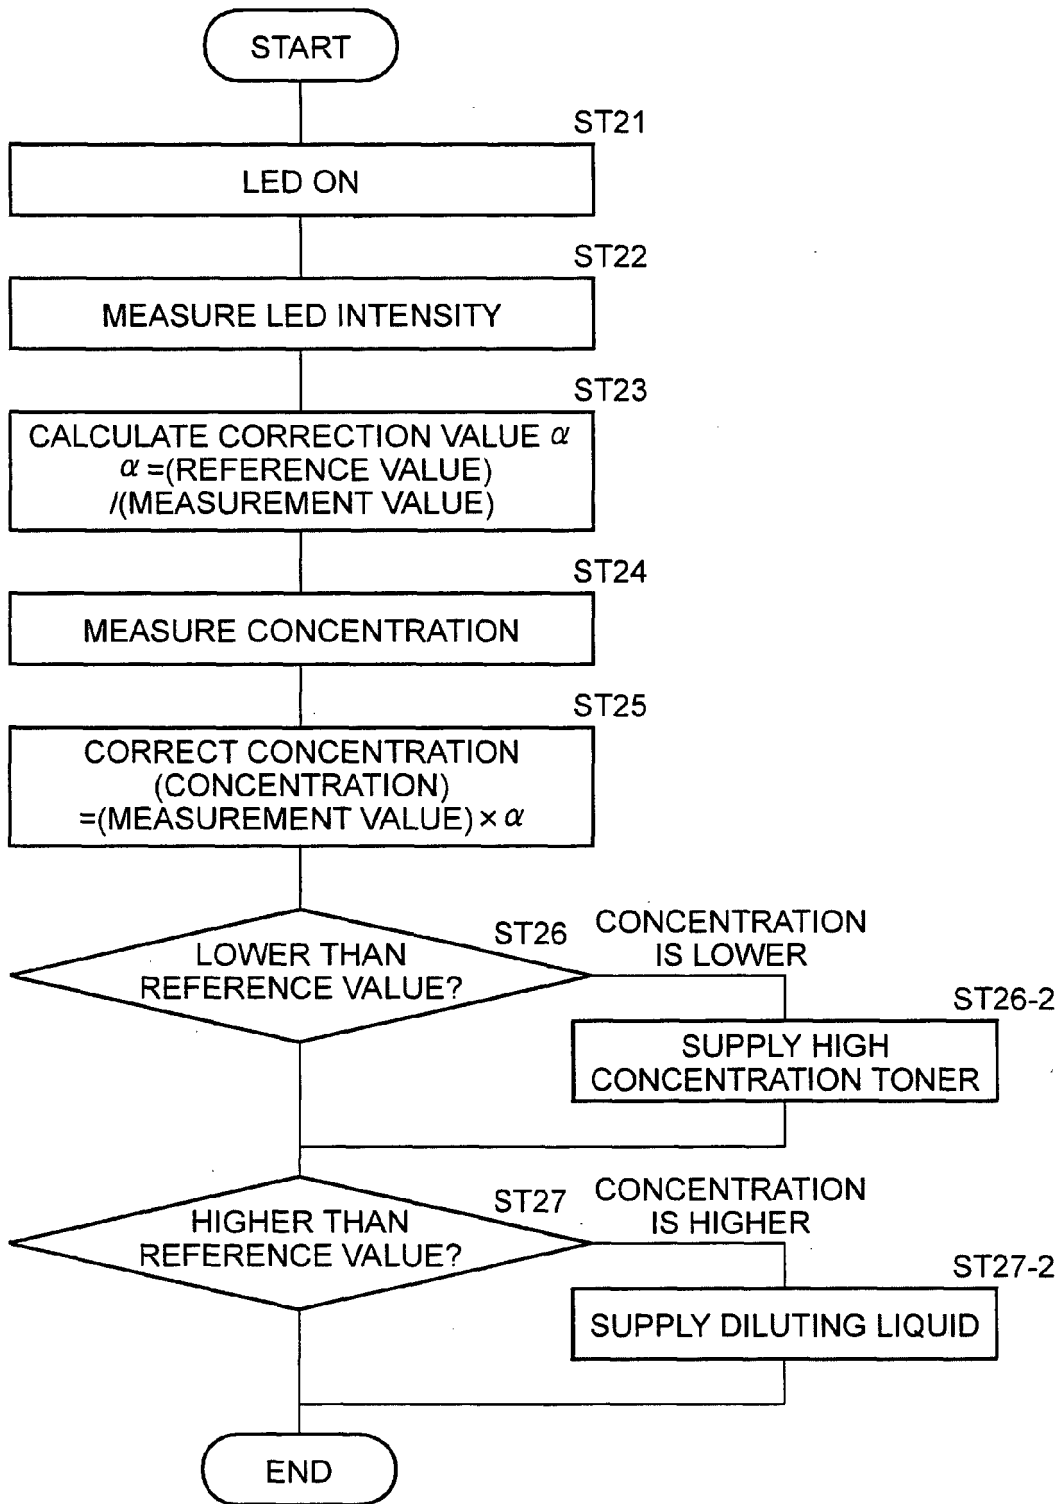 START
ST21
LED ON
ST22
MEASURE LED INTENSITY
ST23
CALCULATE CORRECTION VALUE α
α =(REFERENCE VALUE)
/(MEASUREMENT VALUE)
ST24
MEASURE CONCENTRATION
ST25
CORRECT CONCENTRATION
(CONCENTRATION)
=(MEASUREMENT VALUE) × α
ST26
LOWER THAN
REFERENCE VALUE?
CONCENTRATION
IS LOWER
ST26-2
SUPPLY HIGH
CONCENTRATION TONER
ST27
HIGHER THAN
REFERENCE VALUE?
CONCENTRATION
IS HIGHER
ST27-2
SUPPLY DILUTING LIQUID
END